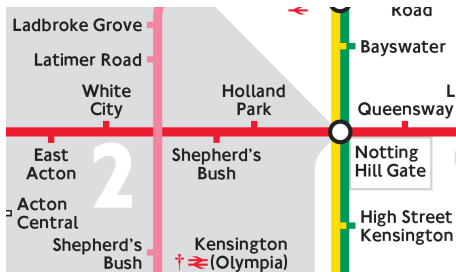 Ladbroke Grove
Latimer Road
White
City
Holland
Park
Road
Bayswater
L
Queensway
East
Acton
2
Shepherd's
Bush
Notting
Hill Gate
Acton
Central
High Street
Kensington
Shepherd's
Bush
Kensington
†
(Olympia)